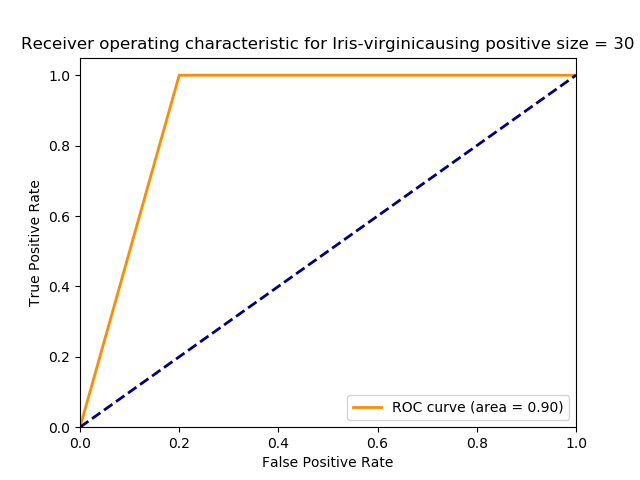 Receiver operating characteristic for Iris-virginicausing positive size = 30
1.0
0.8
0.6
0.4
0.2
0.0
True Positive Rate
ROC curve (area = 0.90)
0.0 0.2 0.4 0.6 0.8 1.0
False Positive Rate